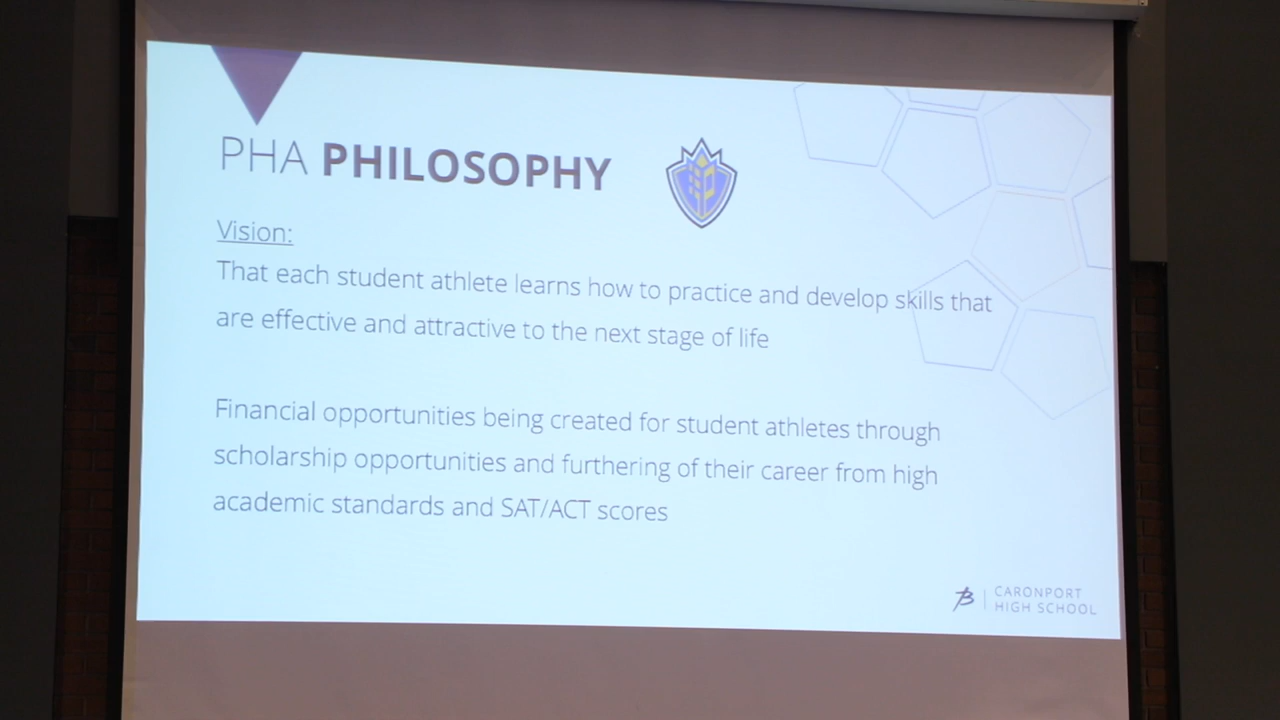 PHA PHILOSOPHY
Vision:
That each student athlete learns how to practice and develop skills that
are effective and attractive to the next stage of life
Financial opportunities being created for student athletes through
scholarship opportunities and furthering of their career from high
academic standards and SAT/ACT scores
CARONPORT
HIGH SCHOOL